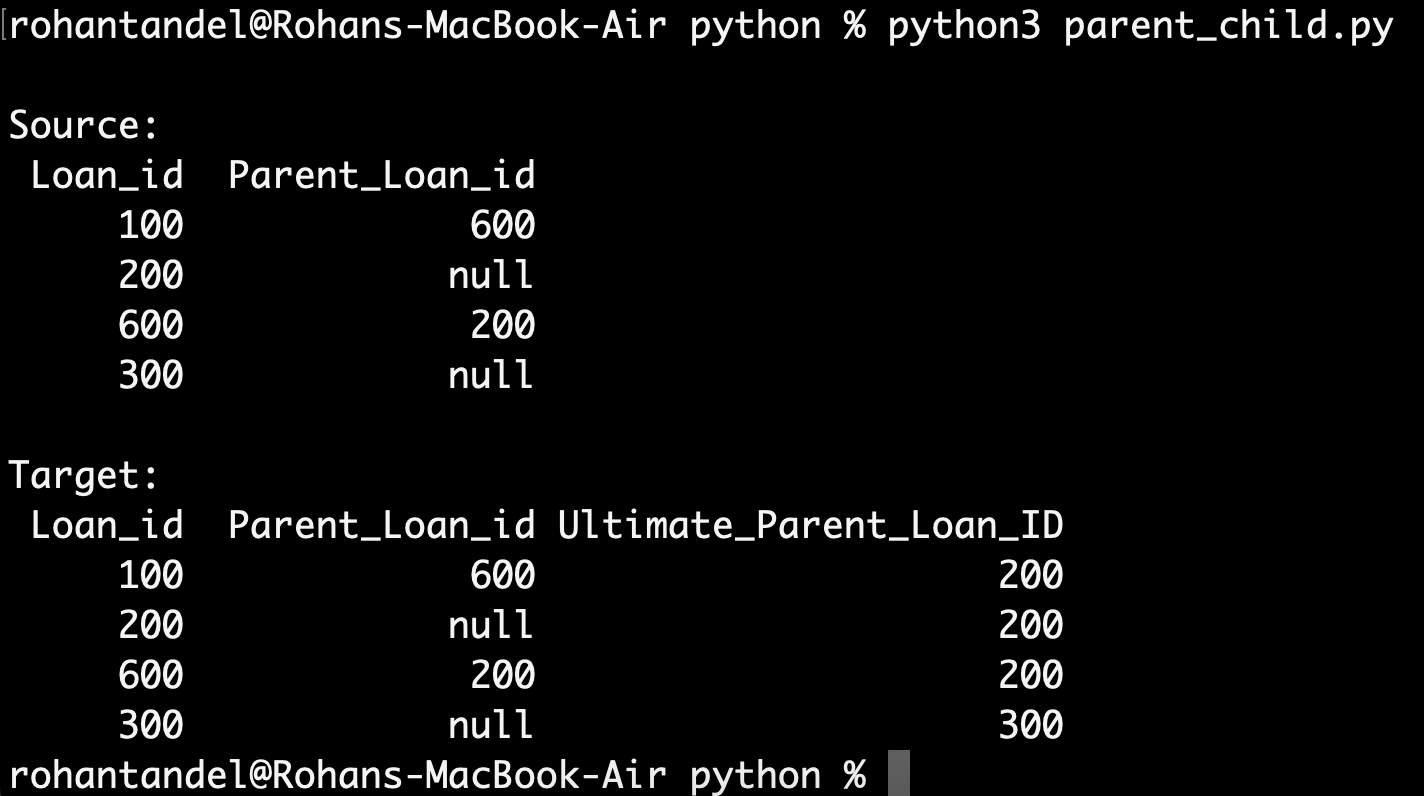 [rohantandel@Rohans-MacBook-Air python % python3 parent_child.py
Source:
Loan_id Parent_Loan_id
100 600
200 null
600 200
300 null
Target:
Loan_id Parent_Loan_id Ultimate_Parent_Loan_ID
100 600 200
200 null 200
600 200 200
300 null 300
rohantandel@Rohans-MacBook-Air python %